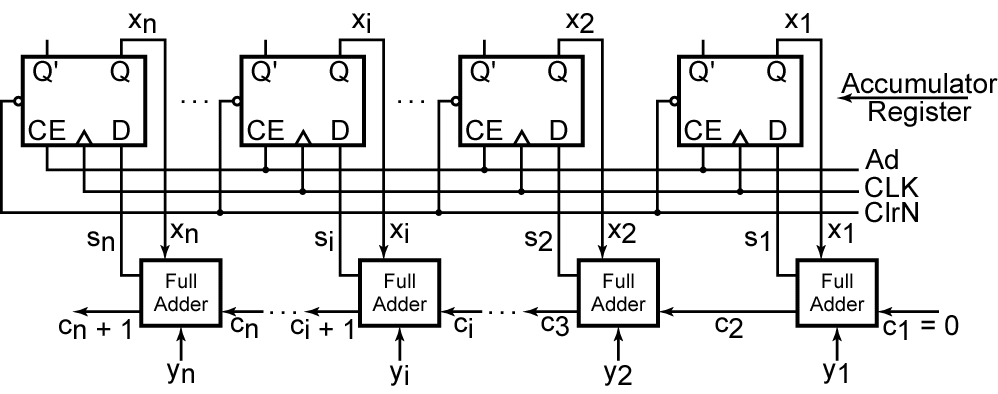 xn xi x2 x1
Q' Q Q' Q Q' Q Q' Q
... ...
Accumulator
Register
CE D CE D CE D CE D
Ad
CLK
ClrN
sn xn si xi s2 x2 s1 x1
Full Full Full Full
Adder Adder Adder Adder
cn + 1 cn ... ci + 1 ci ... c3 c2 c1 = 0
yn yi y2 y1